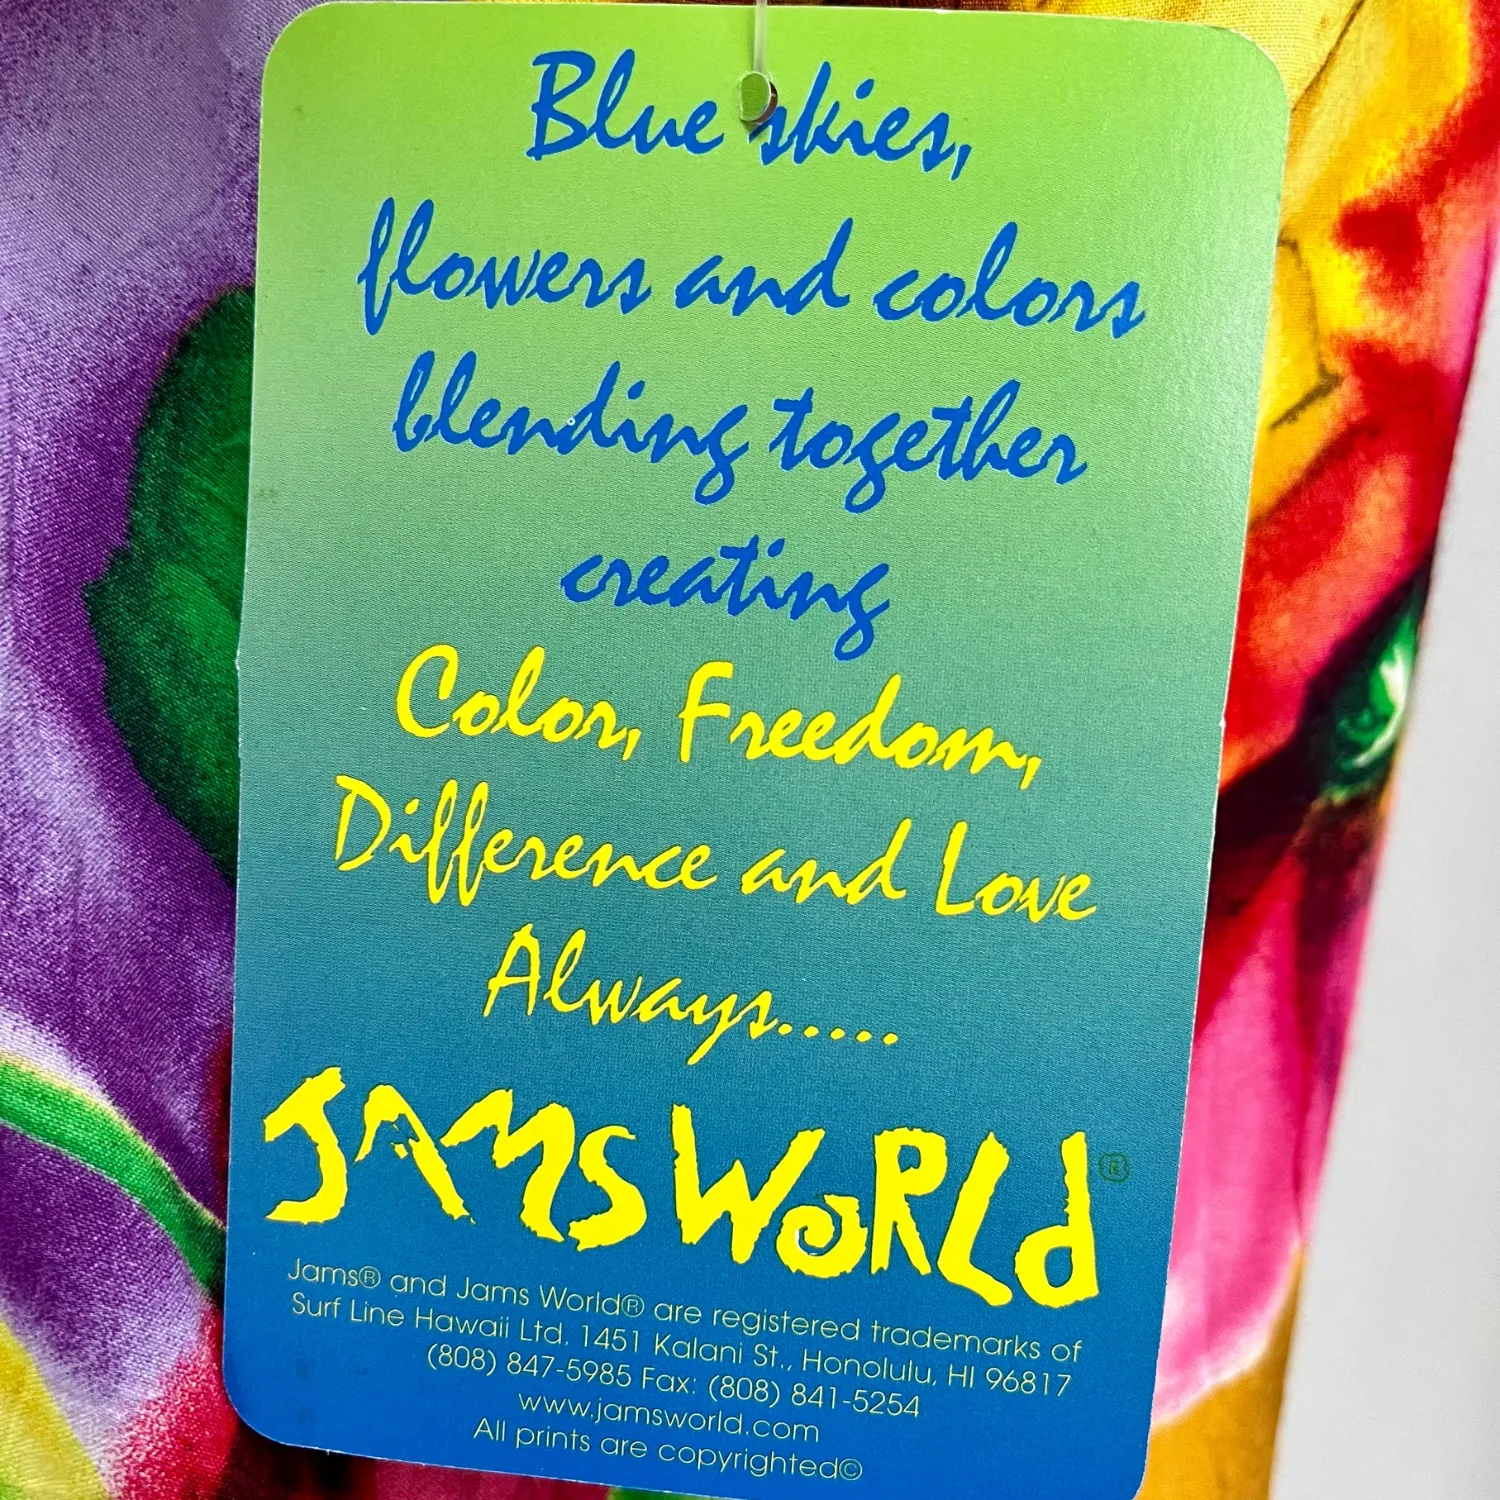 Blue skies,
flowers and colors
blending together
creating
Color, Freedom,
Difference and Love
Always.....
JAMS WORLD®
Jams® and Jams World® are registered trademarks of
Surf Line Hawaii Ltd. 1451 Kalani St., Honolulu, HI 96817
(808) 847-5985 Fax: (808) 841-5254
www.jamsworld.com
All prints are copyrighted©